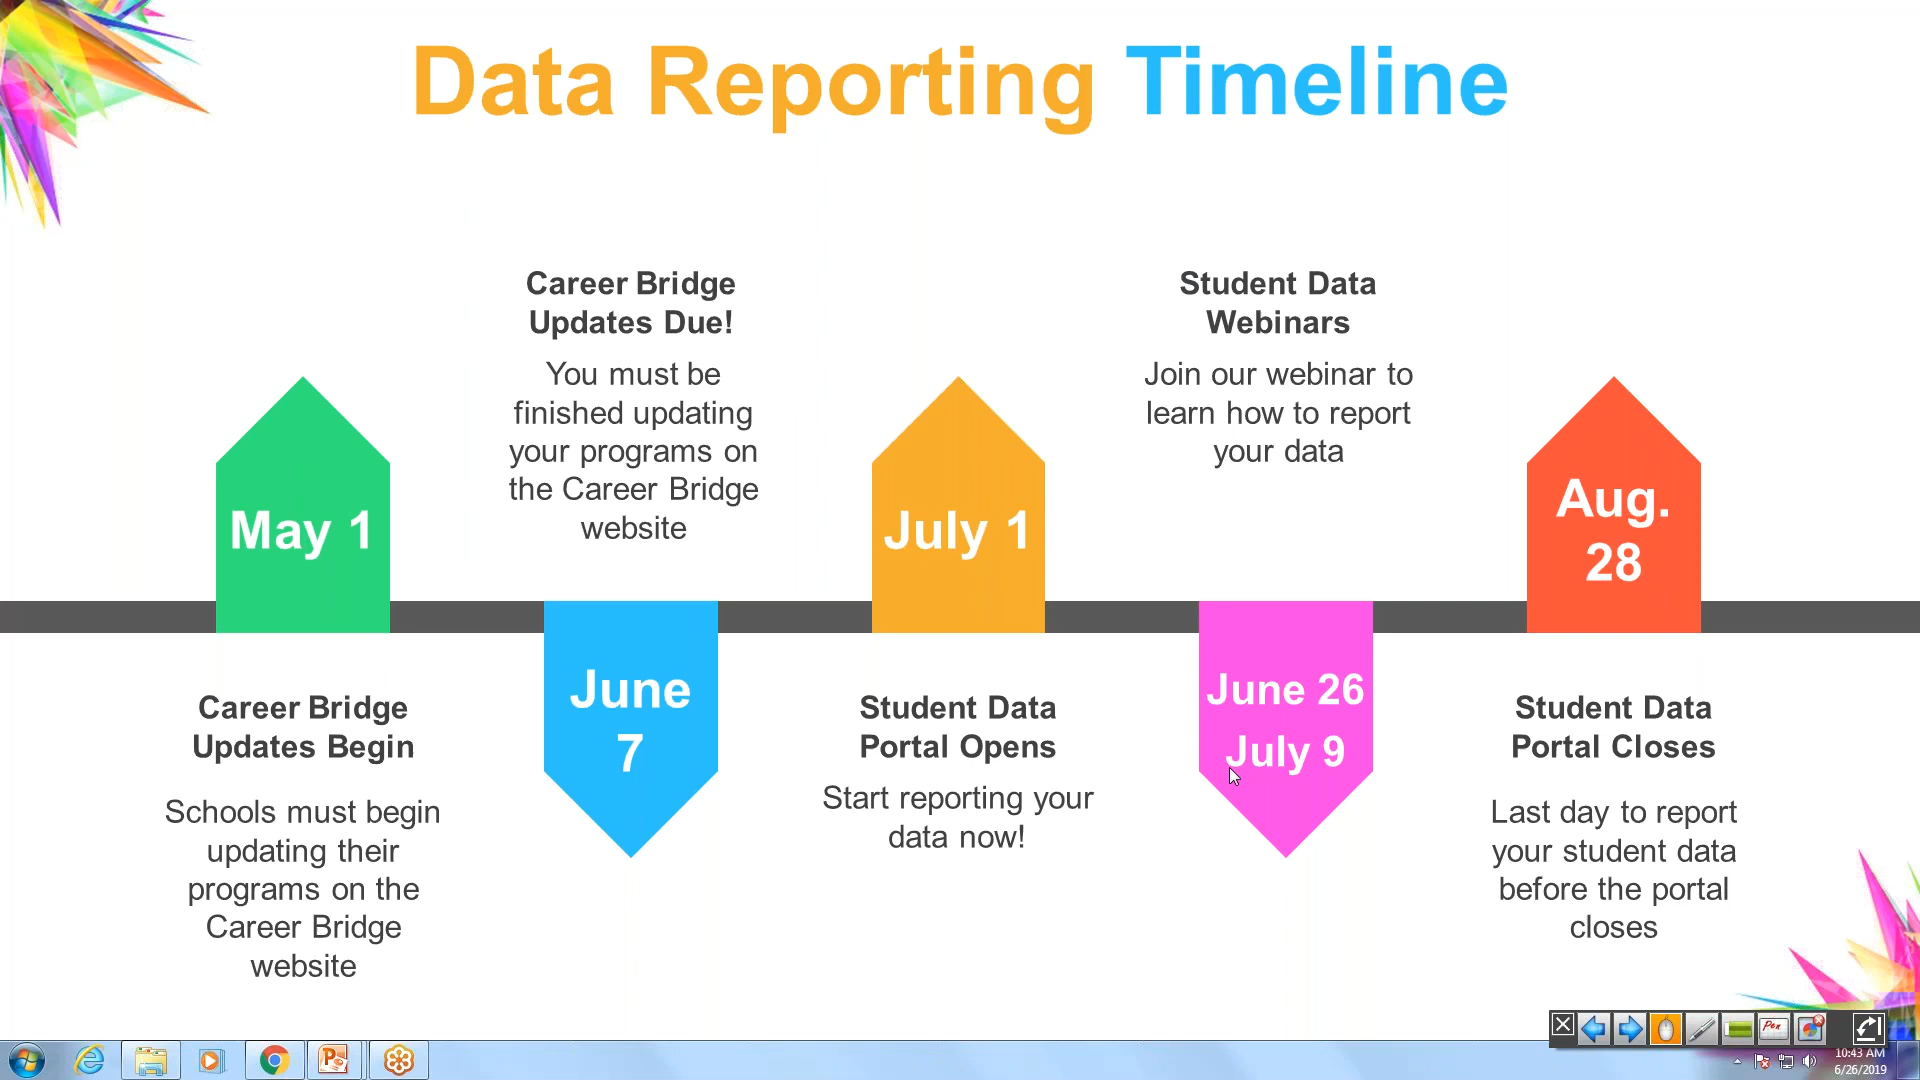 Data Reporting Timeline
May 1
Career Bridge
Updates Begin
Schools must begin
updating their
programs on the
Career Bridge
website
Career Bridge
Updates Due!
You must be
finished updating
your programs on
the Career Bridge
website
June
7
July 1
Student Data
Portal Opens
Start reporting your
data now!
Student Data
Webinars
Join our webinar to
learn how to report
your data
June 26
July 9
Aug.
28
Student Data
Portal Closes
Last day to report
your student data
before the portal
closes
Pen
10:43 AM
6/26/2019